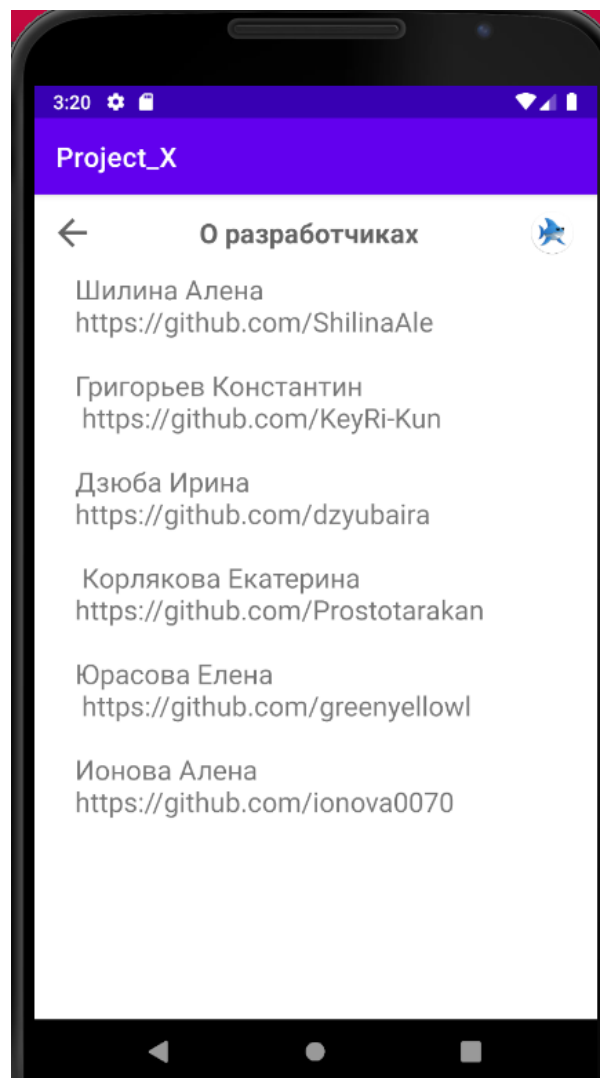 3:20
Project_X
О разработчиках
Шилина Алена
https://github.com/ShilinaAle
Григорьев Константин
https://github.com/KeyRi-Kun
Дзюба Ирина
https://github.com/dzyubaira
Корлякова Екатерина
https://github.com/Prostotarakan
Юрасова Елена
https://github.com/greenyellowl
Ионова Алена
https://github.com/ionova0070